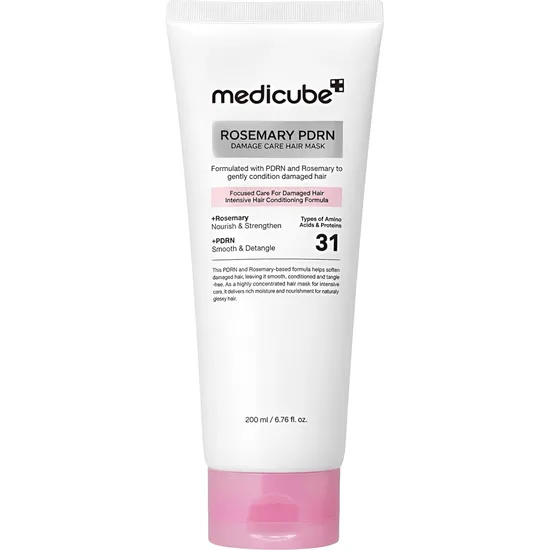 medicube
ROSEMARY PDRN
DAMAGE CARE HAIR MASK
Formulated with PDRN and Rosemary to
gently condition damaged hair
Focused Care For Damaged Hair
Intensive Hair Conditioning Formula
+Rosemary
Nourish & Strengthen
+PDRN
Smooth & Detangle
Types of Amino
Acids & Proteins
31
This PDRN and Rosemary-based formula helps soften
damaged hair, leaving it smooth, conditioned and tangle
-free. As a highly concentrated hair mask for intensive
care, it delivers rich moisture and nourishment for naturaly
glossy hair.
200 ml / 6.76 fl. oz.